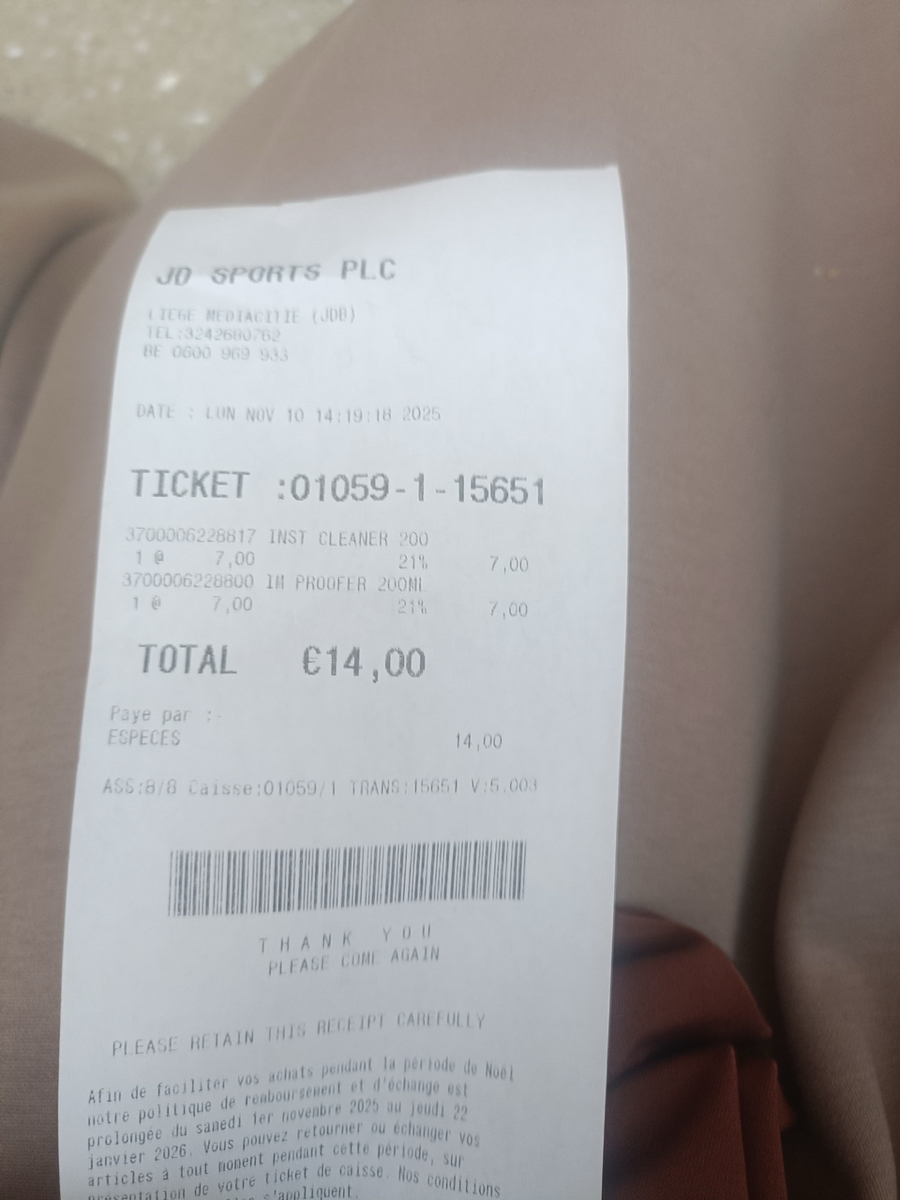 JD SPORTS PLC
LIEGE MEDIACITIE (JDB)
TEL:3242680762
BE 0600 969 933
DATE : LUN NOV 10 14:19:18 2025
TICKET :01059-1-15651
3700006228817 INST CLEANER 200
1 @ 7,00 21% 7,00
3700006228800 IM PROOFER 200ML
1 @ 7,00 21% 7,00
TOTAL €14,00
Paye par :-
ESPECES 14,00
ASS:8/8 Caisse:01059/1 TRANS:15651 V:5.003
THANK YOU
PLEASE COME AGAIN
PLEASE RETAIN THIS RECEIPT CAREFULLY
Afin de faciliter vos achats pendant la période de Noël
notre politique de remboursement et d'échange est
prolongée du samedi 1er novembre 2025 au jeudi 22
janvier 2026. Vous pouvez retourner ou échanger vos
articles à tout moment pendant cette période, sur
présentation de votre ticket de caisse. Nos conditions
s'appliquent.